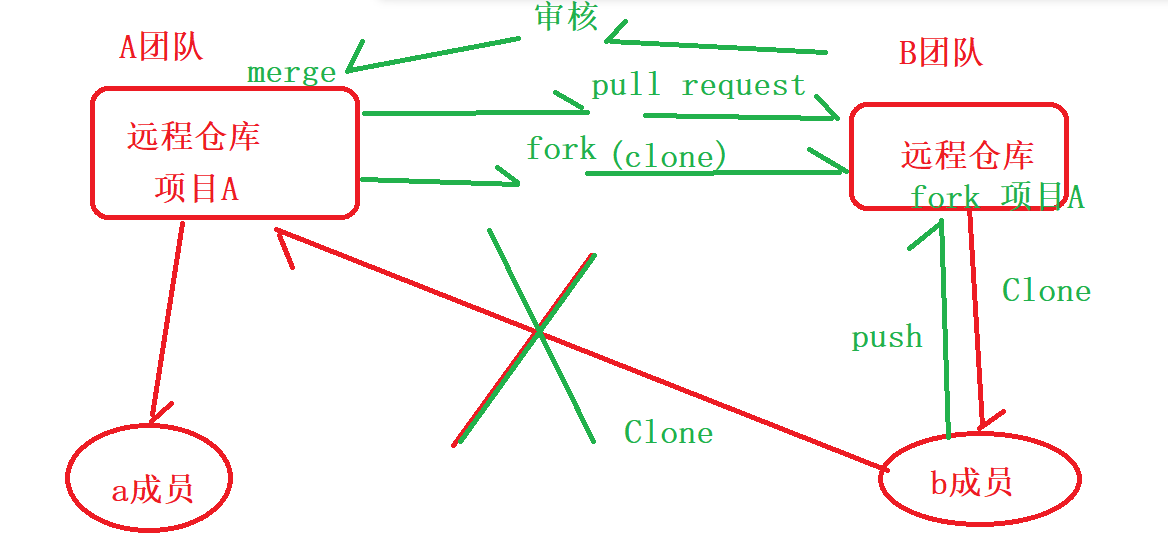 审核
A团队
B团队
merge
pull request
远程仓库
项目A
fork (clone)
远程仓库
fork 项目A
Clone
push
Clone
a成员
b成员